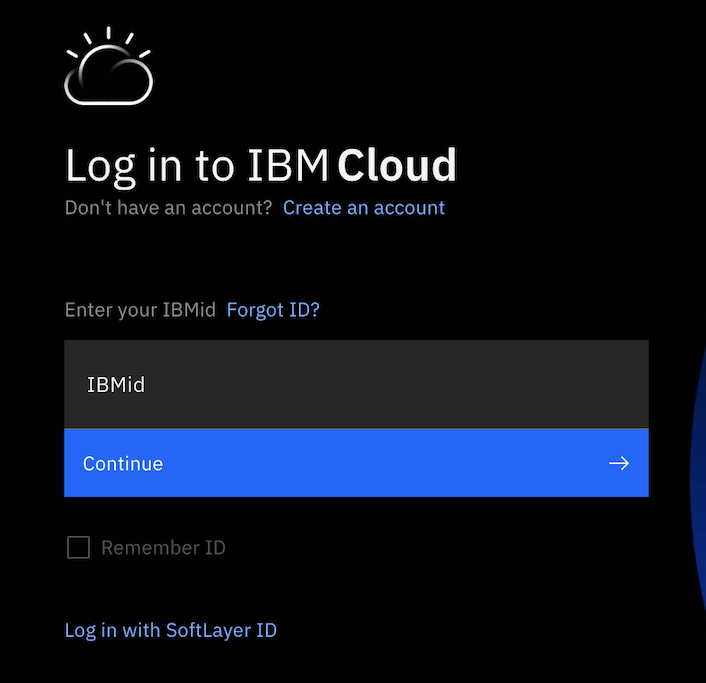 Log in to IBM Cloud
Don't have an account? Create an account
Enter your IBMid Forgot ID?
IBMid
Continue
Remember ID
Log in with SoftLayer ID